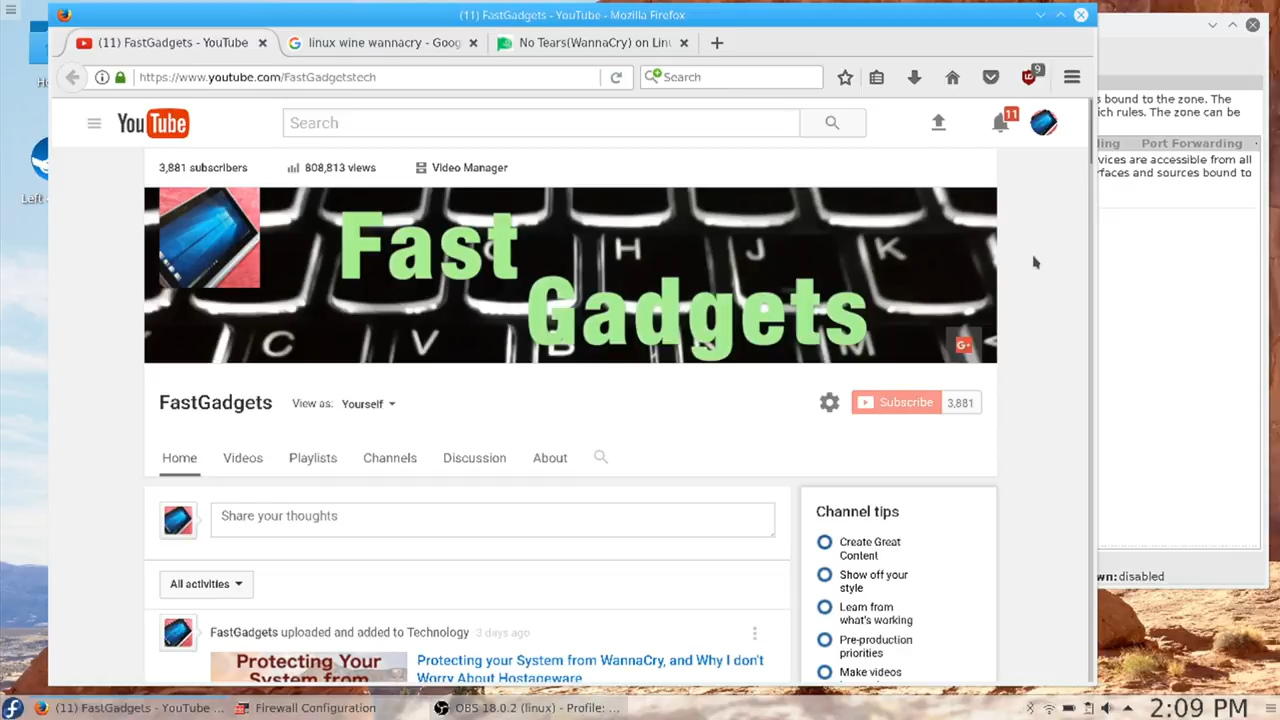 (11) FastGadgets - YouTube - Mozilla Firefox
(11) FastGadgets - YouTube
linux wine wannacry - Goog
No Tears(WannaCry) on Lin
https://www.youtube.com/FastGadgetstech
Search
9
YouTube
Search
11
3,881 subscribers
808,813 views
Video Manager
Fast
Gadgets
H J K
C V B M
G+
FastGadgets
View as: Yourself
Subscribe
3,881
Home
Videos
Playlists
Channels
Discussion
About
Share your thoughts
All activities
FastGadgets uploaded and added to Technology 3 days ago
Protecting Your
System from
Protecting your System from WannaCry, and Why I don't
Worry About Hostageware
Channel tips
Create Great
Content
Show off your
style
Learn from
what's working
Pre-production
priorities
Make videos
s bound to the zone. The
ch rules. The zone can be
ding
Port Forwarding
vices are accessible from all
rfaces and sources bound to
wn: disabled
Left
(11) FastGadgets - YouTube ...
Firewall Configuration
OBS 18.0.2 (linux) - Profile: ...
2:09 PM